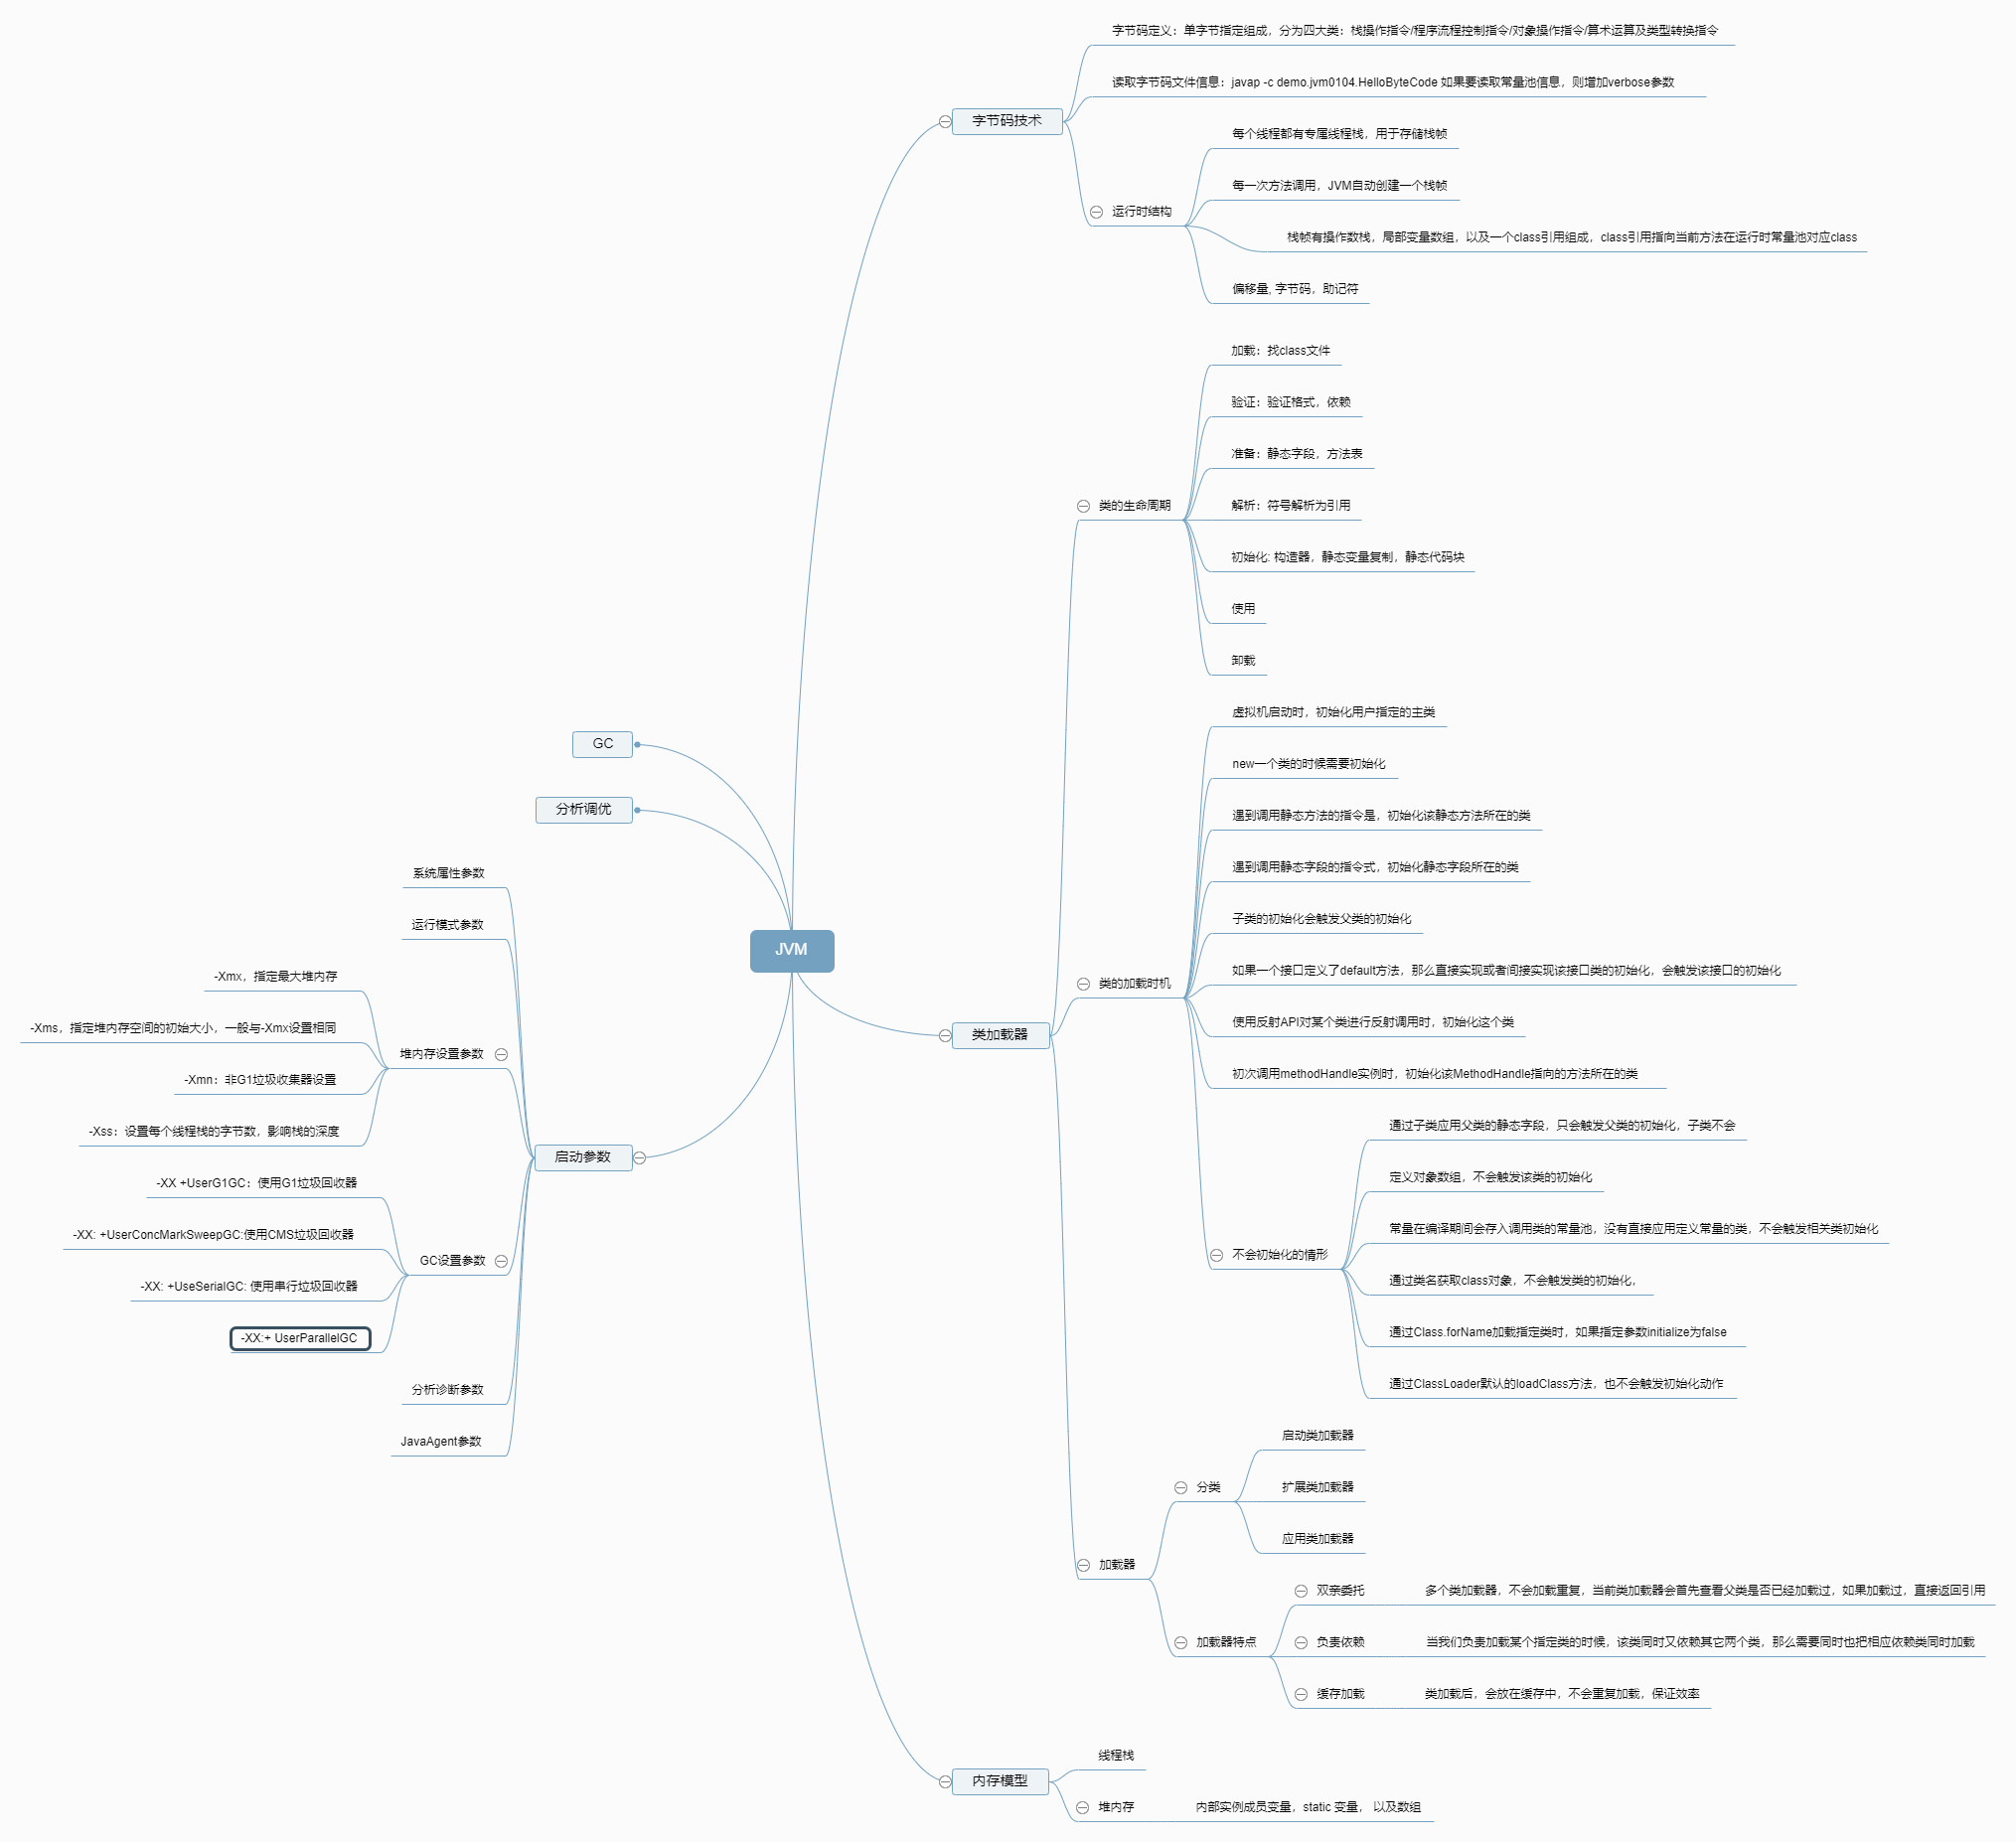 JVM
字节码技术
字节码定义：单字节指定组成，分为四大类：栈操作指令/程序流程控制指令/对象操作指令/算术运算及类型转换指令
读取字节码文件信息：javap -c demo.jvm0104.HelloByteCode 如果要读取常量池信息，则增加verbose参数
运行时结构
每个线程都有专属线程栈，用于存储栈帧
每一次方法调用，JVM自动创建一个栈帧
栈帧有操作数栈，局部变量数组，以及一个class引用组成，class引用指向当前方法在运行时常量池对应class
偏移量, 字节码，助记符
类加载器
类的生命周期
加载：找class文件
验证：验证格式，依赖
准备：静态字段，方法表
解析：符号解析为引用
初始化: 构造器，静态变量复制，静态代码块
使用
卸载
类的加载时机
虚拟机启动时，初始化用户指定的主类
new一个类的时候需要初始化
遇到调用静态方法的指令是，初始化该静态方法所在的类
遇到调用静态字段的指令式，初始化静态字段所在的类
子类的初始化会触发父类的初始化
如果一个接口定义了default方法，那么直接实现或者间接实现该接口类的初始化，会触发该接口的初始化
使用反射API对某个类进行反射调用时，初始化这个类
初次调用methodHandle实例时，初始化该MethodHandle指向的方法所在的类
不会初始化的情形
通过子类应用父类的静态字段，只会触发父类的初始化，子类不会
定义对象数组，不会触发该类的初始化
常量在编译期间会存入调用类的常量池，没有直接应用定义常量的类，不会触发相关类初始化
通过类名获取class对象，不会触发类的初始化，
通过Class.forName加载指定类时，如果指定参数initialize为false
通过ClassLoader默认的loadClass方法，也不会触发初始化动作
加载器
分类
启动类加载器
扩展类加载器
应用类加载器
加载器特点
双亲委托
多个类加载器，不会加载重复，当前类加载器会首先查看父类是否已经加载过，如果加载过，直接返回引用
负责依赖
当我们负责加载某个指定类的时候，该类同时又依赖其它两个类，那么需要同时也把相应依赖类同时加载
缓存加载
类加载后，会放在缓存中，不会重复加载，保证效率
内存模型
线程栈
堆内存
内部实例成员变量，static 变量， 以及数组
GC
分析调优
启动参数
系统属性参数
运行模式参数
堆内存设置参数
-Xmx，指定最大堆内存
-Xms，指定堆内存空间的初始大小，一般与-Xmx设置相同
-Xmn：非G1垃圾收集器设置
-Xss：设置每个线程栈的字节数，影响栈的深度
GC设置参数
-XX +UserG1GC：使用G1垃圾回收器
-XX: +UserConcMarkSweepGC:使用CMS垃圾回收器
-XX: +UseSerialGC: 使用串行垃圾回收器
-XX:+ UserParallelGC
分析诊断参数
JavaAgent参数